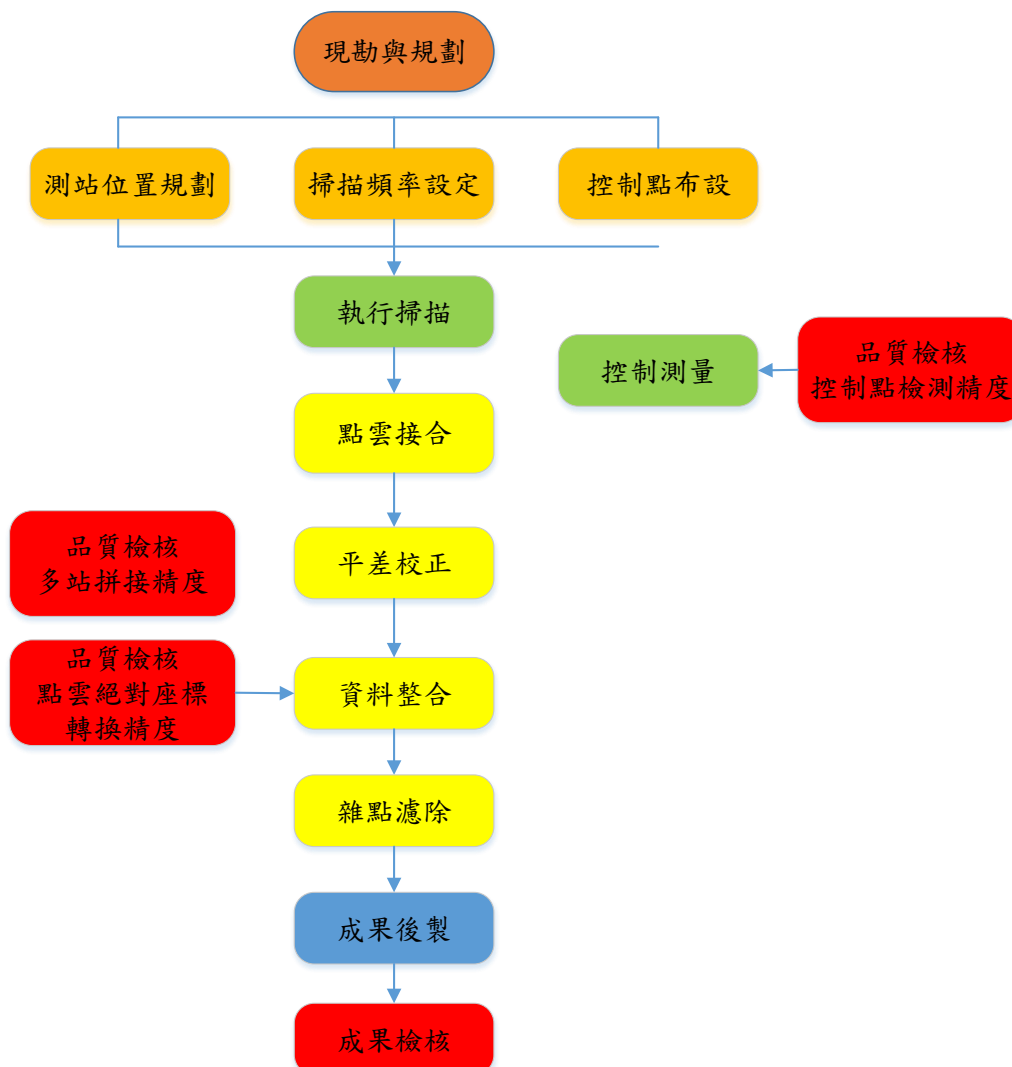 現勘與規劃
測站位置規劃
掃描頻率設定
控制點布設
執行掃描
控制測量
品質檢核
控制點檢測精度
點雲接合
品質檢核
多站拼接精度
平差校正
品質檢核
點雲絕對座標
轉換精度
資料整合
雜點濾除
成果後製
成果檢核